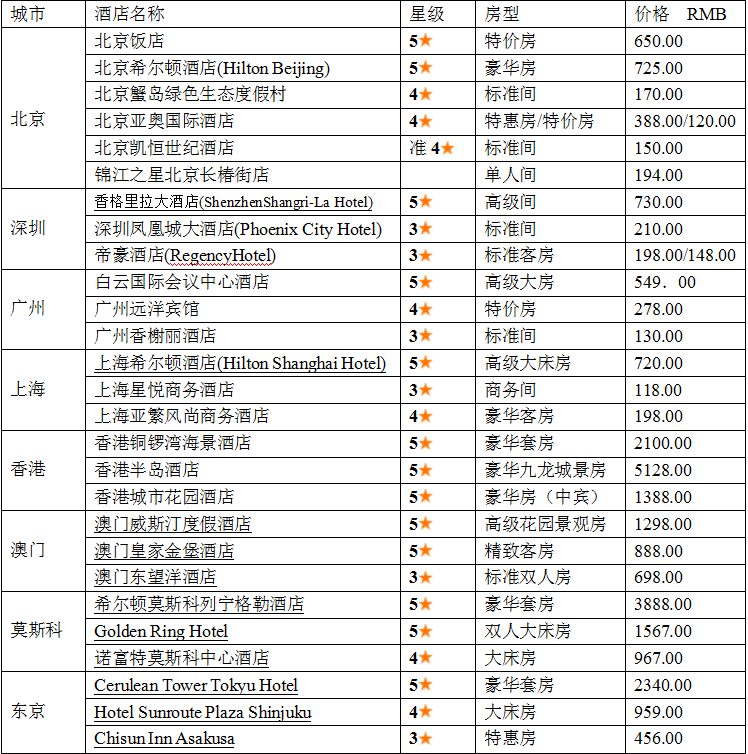 城市 酒店名称 星级 房型 价格 RMB
北京 北京饭店 5★ 特价房 650.00
北京希尔顿酒店(Hilton Beijing) 5★ 豪华房 725.00
北京蟹岛绿色生态度假村 4★ 标准间 170.00
北京亚奥国际酒店 4★ 特惠房/特价房 388.00/120.00
北京凯恒世纪酒店 准 4★ 标准间 150.00
锦江之星北京长椿街店 单人间 194.00
深圳 香格里拉大酒店(ShenzhenShangri-La Hotel) 5★ 高级间 730.00
深圳凤凰城大酒店(Phoenix City Hotel) 3★ 标准间 210.00
帝豪酒店(RegencyHotel) 3★ 标准客房 198.00/148.00
广州 白云国际会议中心酒店 5★ 高级大房 549．00
广州远洋宾馆 4★ 特价房 278.00
广州香榭丽酒店 3★ 标准间 130.00
上海 上海希尔顿酒店(Hilton Shanghai Hotel) 5★ 高级大床房 720.00
上海星悦商务酒店 3★ 商务间 118.00
上海亚繁风尚商务酒店 4★ 豪华客房 198.00
香港 香港铜锣湾海景酒店 5★ 豪华套房 2100.00
香港半岛酒店 5★ 豪华九龙城景房 5128.00
香港城市花园酒店 5★ 豪华房（中宾） 1388.00
澳门 澳门威斯汀度假酒店 5★ 高级花园景观房 1298.00
澳门皇家金堡酒店 5★ 精致客房 888.00
澳门东望洋酒店 3★ 标准双人房 698.00
莫斯科 希尔顿莫斯科列宁格勒酒店 5★ 豪华套房 3888.00
Golden Ring Hotel 5★ 双人大床房 1567.00
诺富特莫斯科中心酒店 4★ 大床房 967.00
东京 Cerulean Tower Tokyu Hotel 5★ 豪华套房 2340.00
Hotel Sunroute Plaza Shinjuku 4★ 大床房 959.00
Chisun Inn Asakusa 3★ 特惠房 456.00